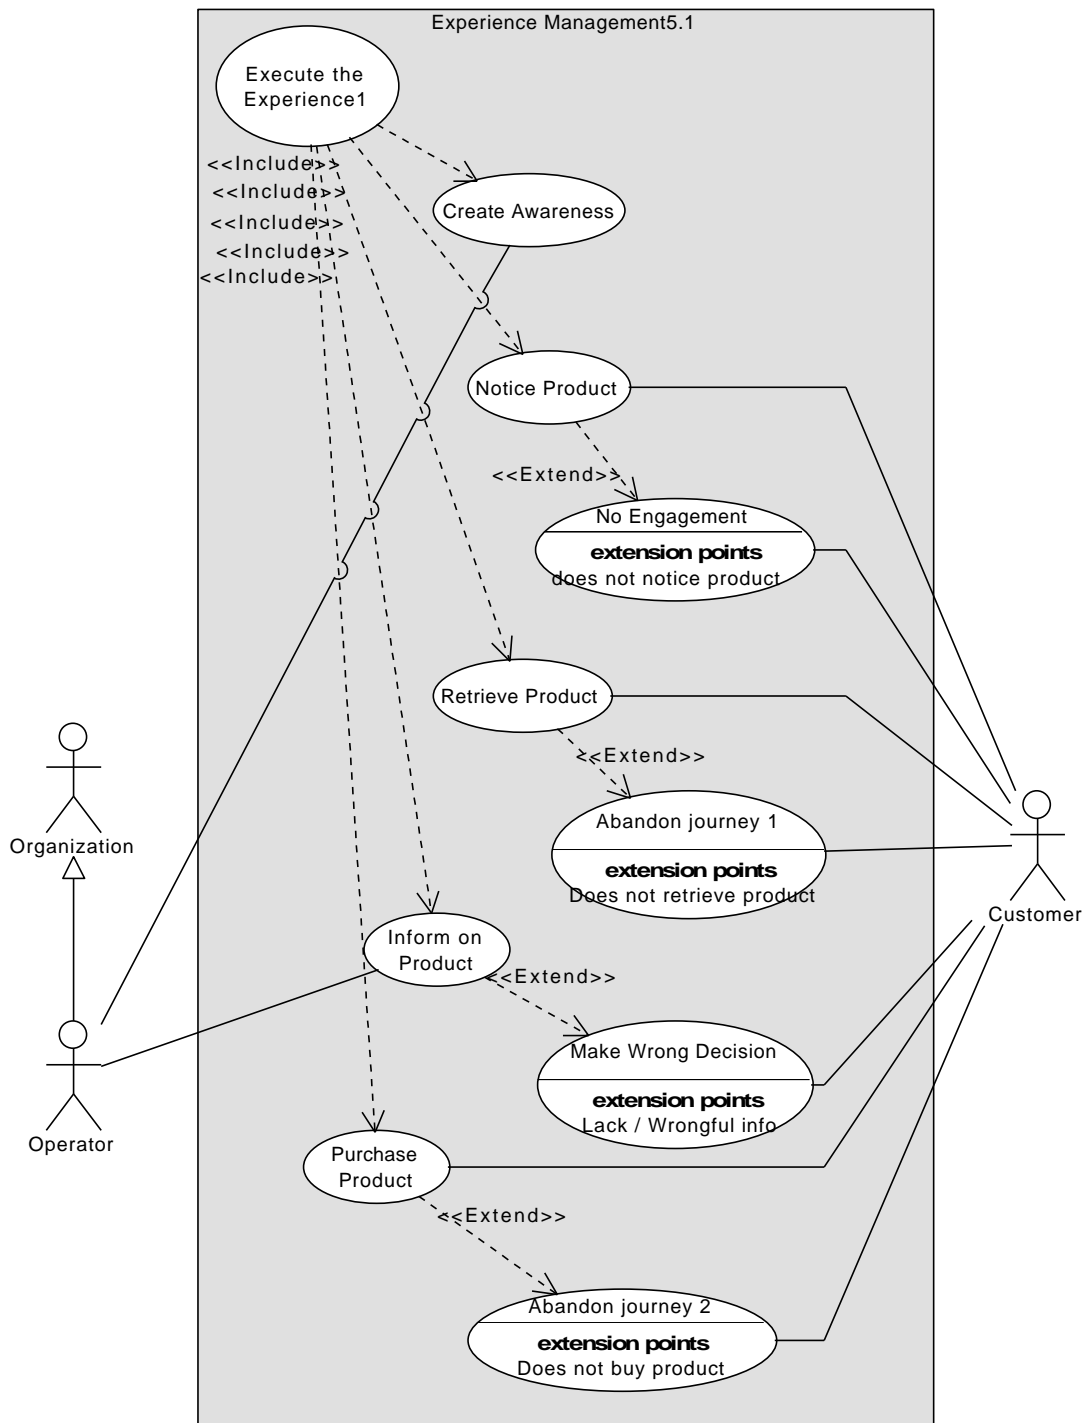 Experience Management5.1
Execute the
Experience1
<<Include>>
<<Include>>
<<Include>>
<<Include>>
<<Include>>
Create Awareness
Notice Product
<<Extend>>
No Engagement
extension points
does not notice product
Retrieve Product
<<Extend>>
Abandon journey 1
extension points
Does not retrieve product
Organization
Customer
Inform on
Product
<<Extend>>
Make Wrong Decision
extension points
Lack / Wrongful info
Operator
Purchase
Product
<<Extend>>
Abandon journey 2
extension points
Does not buy product